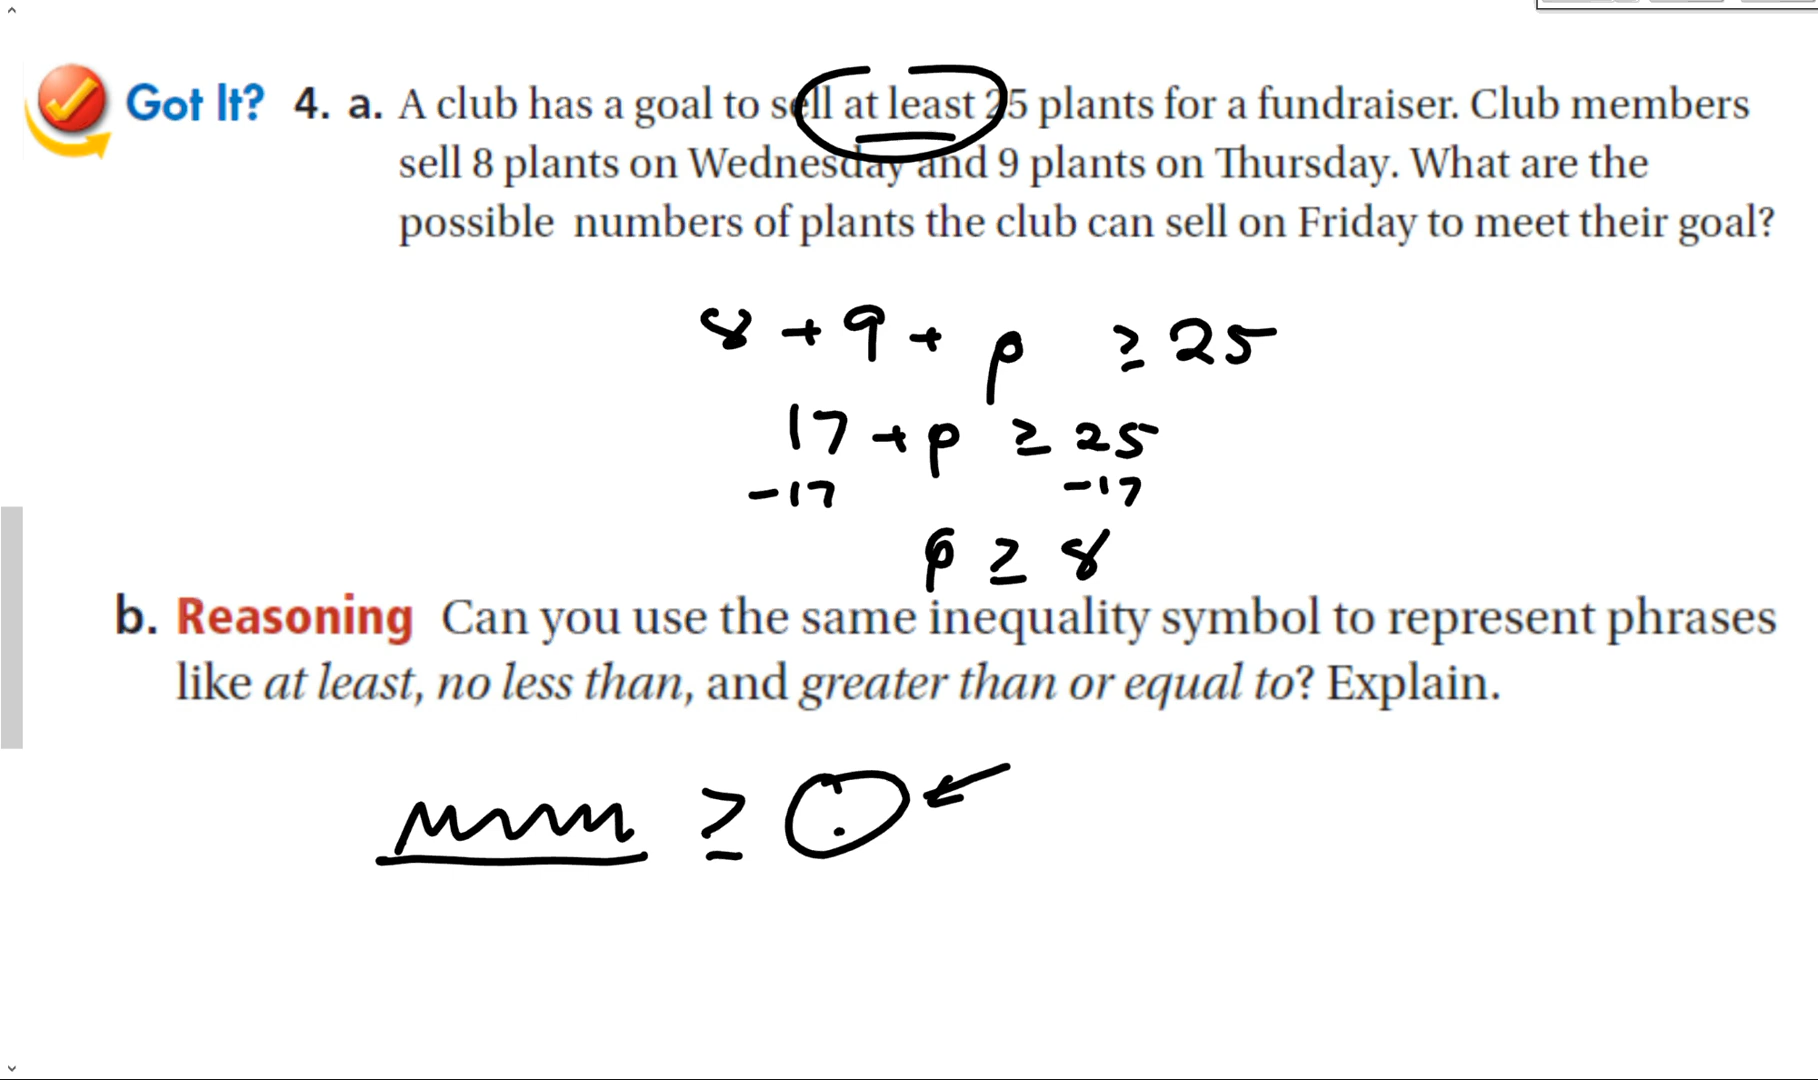 Got It? 4. a. A club has a goal to sell at least 25 plants for a fundraiser. Club members
sell 8 plants on Wednesday and 9 plants on Thursday. What are the
possible numbers of plants the club can sell on Friday to meet their goal?
8 + 9 + p ≥ 25
17 + p ≥ 25
-17 -17
p ≥ 8
b. Reasoning Can you use the same inequality symbol to represent phrases
like at least, no less than, and greater than or equal to? Explain.
≥